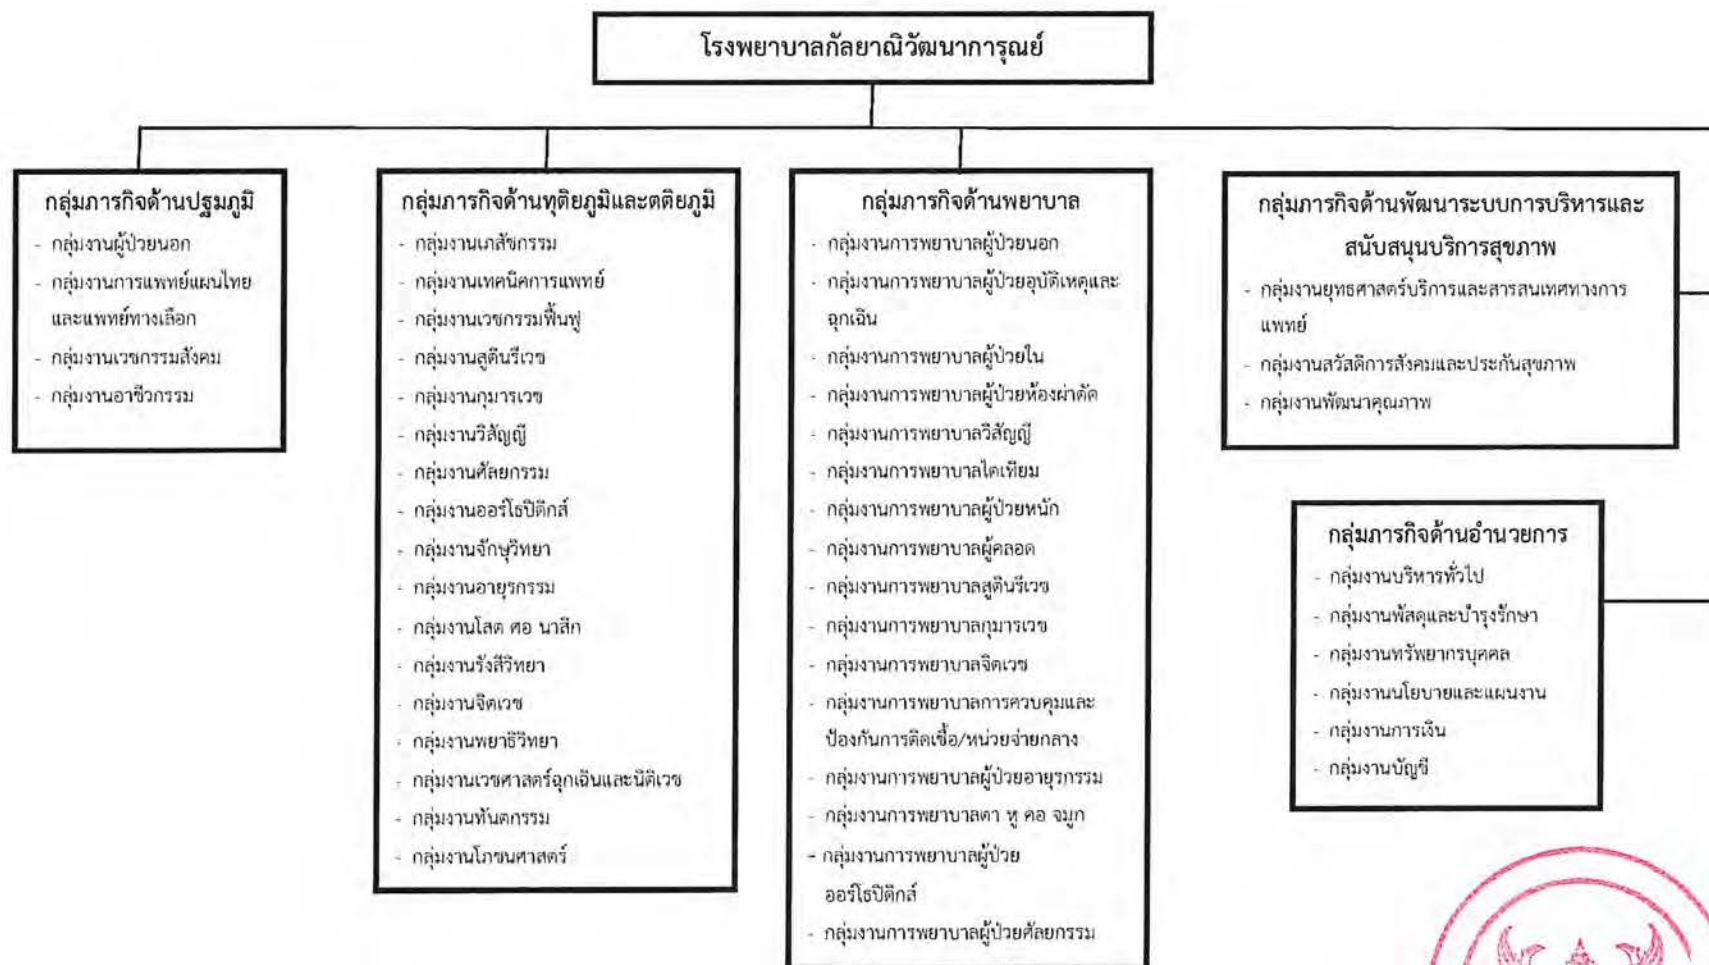 โรงพยาบาลกัลยาณิวัฒนาการุณย์
กลุ่มภารกิจด้านปฐมภูมิ
- กลุ่มงานผู้ป่วยนอก
- กลุ่มงานการแพทย์แผนไทย
และแพทย์ทางเลือก
- กลุ่มงานเวชกรรมสังคม
- กลุ่มงานอาชีวกรรม
กลุ่มภารกิจด้านทุติยภูมิและตติยภูมิ
- กลุ่มงานเภสัชกรรม
- กลุ่มงานเทคนิคการแพทย์
- กลุ่มงานเวชกรรมฟื้นฟู
- กลุ่มงานสูตินรีเวช
- กลุ่มงานกุมารเวช
- กลุ่มงานวิสัญญี
- กลุ่มงานศัลยกรรม
- กลุ่มงานออร์โธปิดิกส์
- กลุ่มงานจักษุวิทยา
- กลุ่มงานอายุรกรรม
- กลุ่มงานโสต ศอ นาสิก
- กลุ่มงานรังสีวิทยา
- กลุ่มงานจิตเวช
- กลุ่มงานพยาธิวิทยา
- กลุ่มงานเวชศาสตร์ฉุกเฉินและนิติเวช
- กลุ่มงานทันตกรรม
- กลุ่มงานโภชนศาสตร์
กลุ่มภารกิจด้านพยาบาล
- กลุ่มงานการพยาบาลผู้ป่วยนอก
- กลุ่มงานการพยาบาลผู้ป่วยอุบัติเหตุและ
ฉุกเฉิน
- กลุ่มงานการพยาบาลผู้ป่วยใน
- กลุ่มงานการพยาบาลผู้ป่วยห้องผ่าตัด
- กลุ่มงานการพยาบาลวิสัญญี
- กลุ่มงานการพยาบาลไตเทียม
- กลุ่มงานการพยาบาลผู้ป่วยหนัก
- กลุ่มงานการพยาบาลผู้คลอด
- กลุ่มงานการพยาบาลสูตินรีเวช
- กลุ่มงานการพยาบาลกุมารเวช
- กลุ่มงานการพยาบาลจิตเวช
- กลุ่มงานการพยาบาลการควบคุมและ
ป้องกันการติดเชื้อ/หน่วยจ่ายกลาง
- กลุ่มงานการพยาบาลผู้ป่วยอายุรกรรม
- กลุ่มงานการพยาบาลตา หู คอ จมูก
- กลุ่มงานการพยาบาลผู้ป่วย
ออร์โธปิดิกส์
- กลุ่มงานการพยาบาลผู้ป่วยศัลยกรรม
กลุ่มภารกิจด้านพัฒนาระบบการบริหารและ
สนับสนุนบริการสุขภาพ
- กลุ่มงานยุทธศาสตร์บริการและสารสนเทศทางการ
แพทย์
- กลุ่มงานสวัสดิการสังคมและประกันสุขภาพ
- กลุ่มงานพัฒนาคุณภาพ
กลุ่มภารกิจด้านอำนวยการ
- กลุ่มงานบริหารทั่วไป
- กลุ่มงานพัสดุและบำรุงรักษา
- กลุ่มงานทรัพยากรบุคคล
- กลุ่มงานนโยบายและแผนงาน
- กลุ่มงานการเงิน
- กลุ่มงานบัญชี